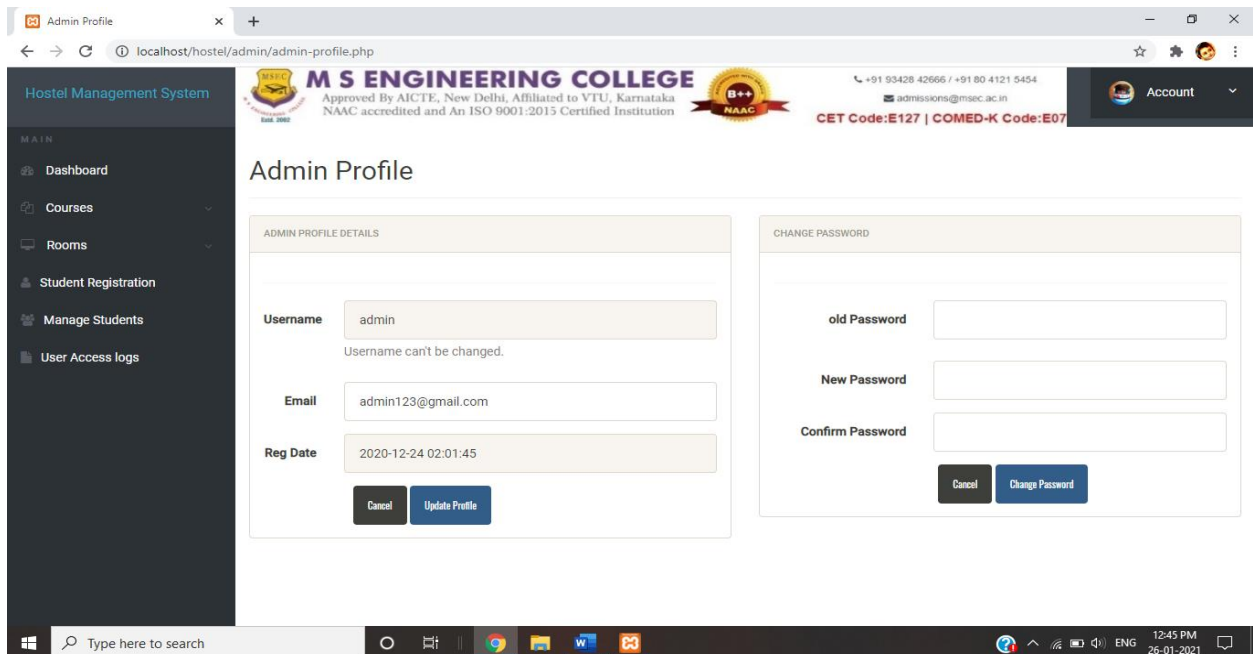 Admin Profile
localhost/hostel/admin/admin-profile.php
Hostel Management System
MSEC
Estd. 2002
M S ENGINEERING COLLEGE
Approved By AICTE, New Delhi, Affiliated to VTU, Karnataka
NAAC accredited and An ISO 9001:2015 Certified Institution
B++
NAAC
+91 93428 42666 / +91 80 4121 5454
admissions@msec.ac.in
CET Code:E127 | COMED-K Code:E07
Account
MAIN
Dashboard
Courses
Rooms
Student Registration
Manage Students
User Access logs
Admin Profile
ADMIN PROFILE DETAILS
Username
admin
Username can't be changed.
Email
admin123@gmail.com
Reg Date
2020-12-24 02:01:45
Cancel
Update Profile
CHANGE PASSWORD
old Password
New Password
Confirm Password
Cancel
Change Password
Type here to search
ENG
12:45 PM
26-01-2021